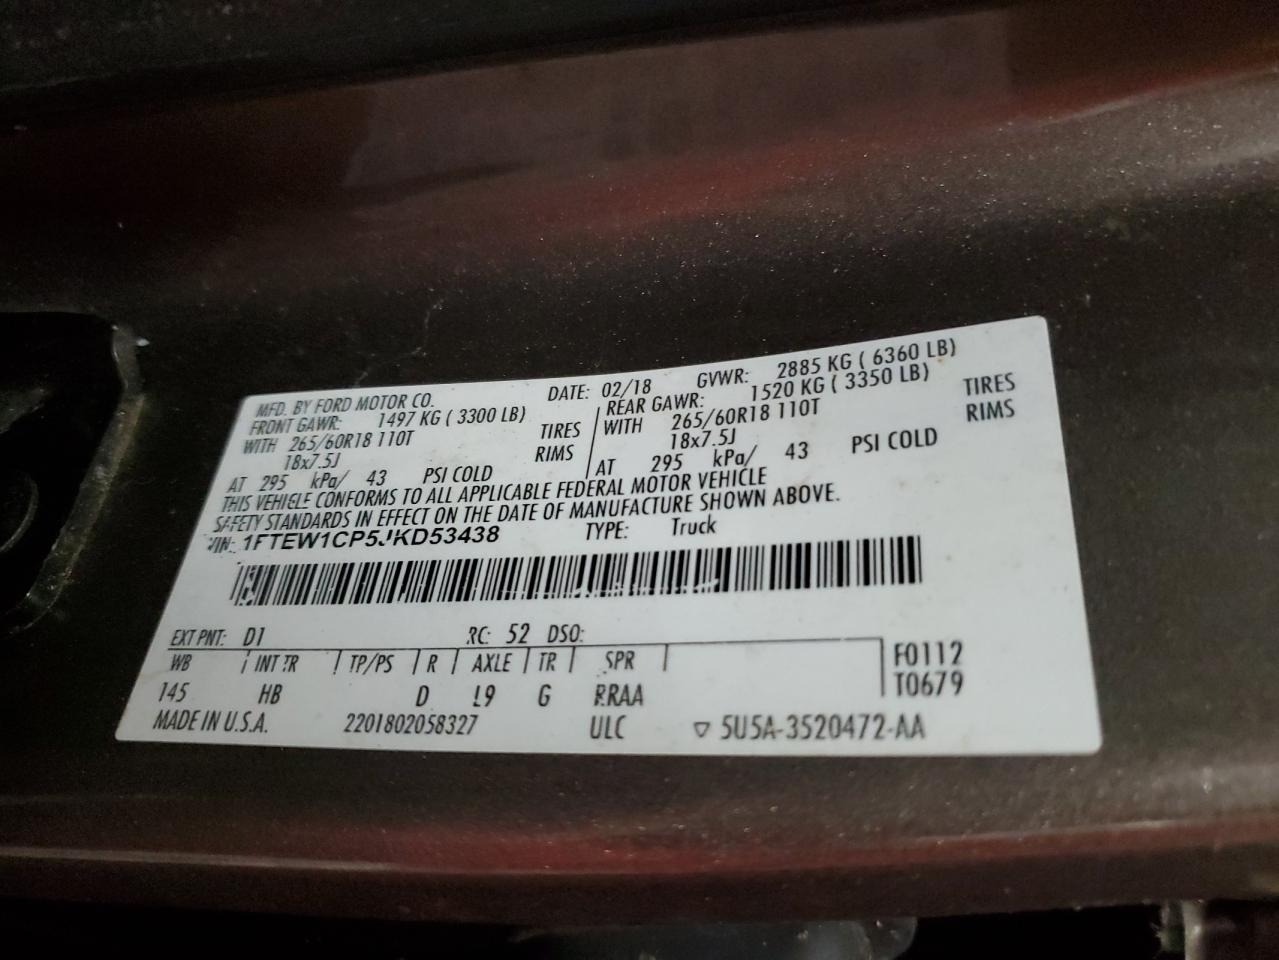 MFD. BY FORD MOTOR CO. DATE: 02/18 GVWR: 2885 KG ( 6360 LB)
FRONT GAWR: 1497 KG ( 3300 LB) REAR GAWR: 1520 KG ( 3350 LB)
WITH 265/60R18 110T TIRES WITH 265/60R18 110T TIRES
18x7.5J RIMS 18x7.5J RIMS
AT 295 kPa/ 43 PSI COLD AT 295 kPa/ 43 PSI COLD
THIS VEHICLE CONFORMS TO ALL APPLICABLE FEDERAL MOTOR VEHICLE
SAFETY STANDARDS IN EFFECT ON THE DATE OF MANUFACTURE SHOWN ABOVE.
VIN: 1FTEW1CP5JKD53438 TYPE: Truck
EXT PNT: D1 RC: 52 DSO:
WB INT TR TP/PS R AXLE TR SPR F0112
145 HB D L9 G RRAA T0679
MADE IN U.S.A. 2201802058327 ULC ▽ 5U5A-3520472-AA